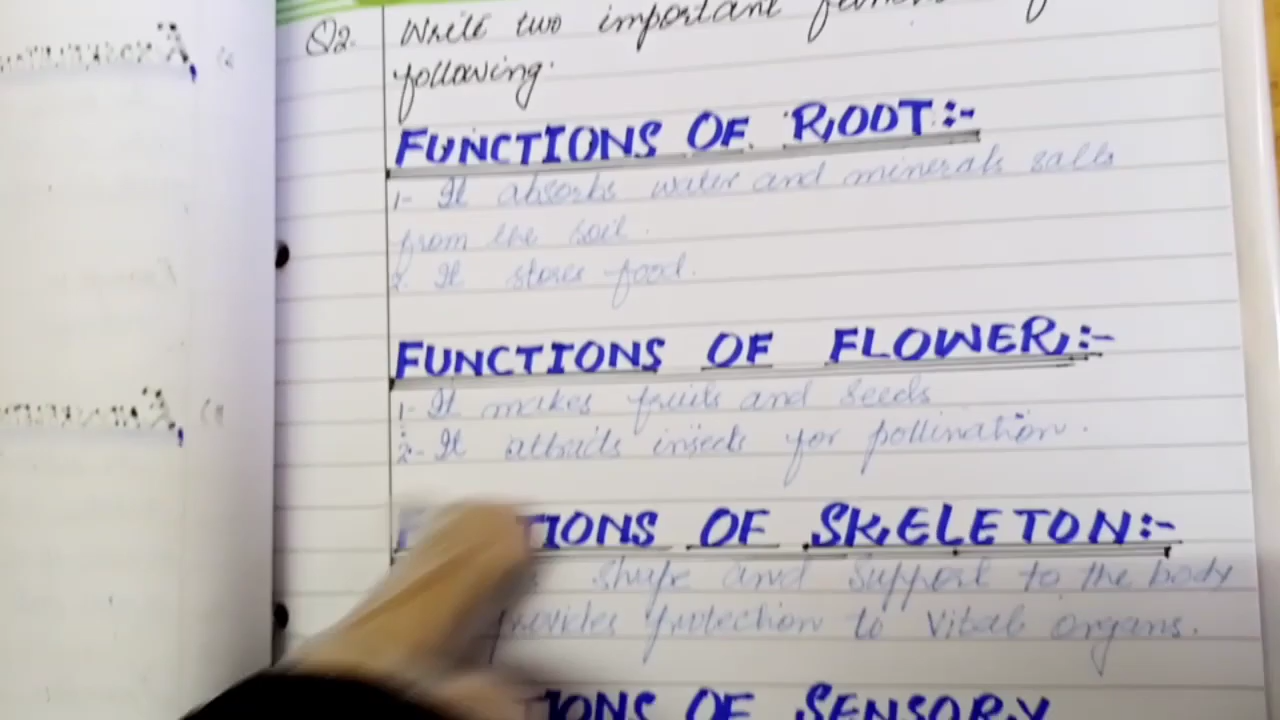 Q2. Write two important
following.
FUNCTIONS OF ROOT:-
1- It absorbs water and minerals salts
from the soil.
2. It stores food.
FUNCTIONS OF FLOWER:-
1- It makes fruits and seeds
2- It attracts insects for pollination.
TIONS OF SKELETON:-
shape and support to the body
provides protection to vital organs.
IONS OF SENSORY